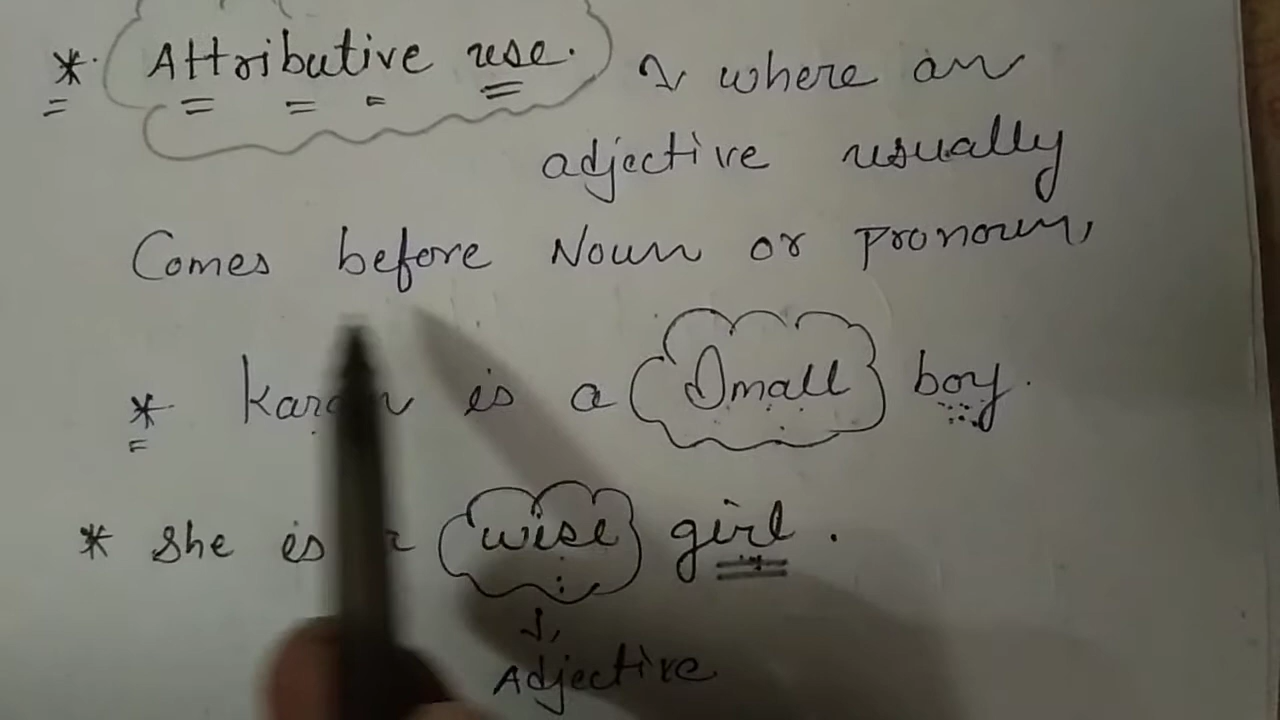 * Attributive use. where an
adjective usually
Comes before Noun or Pronoun,
* is a Small boy.
* She is a wise girl.
Adjective